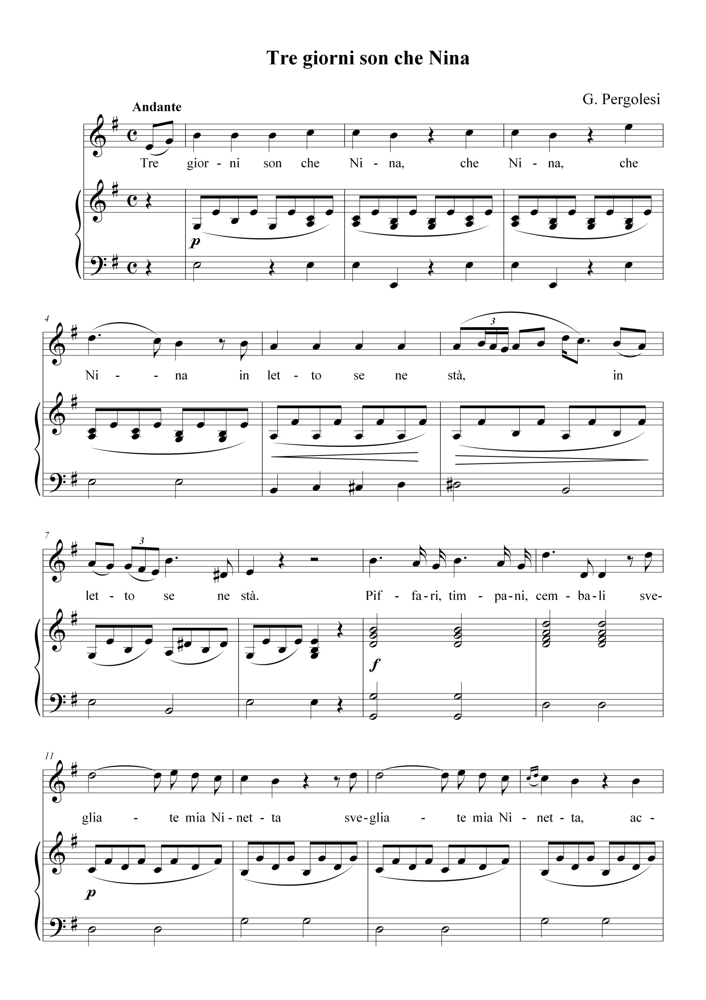 Tre giorni son che Nina
G. Pergolesi
Andante
Tre gior - ni son che Ni - na, che Ni - na, che
p
4
3
Ni - - na in let - to se ne stà, in
7
3
let - to se ne stà. Pif - fa - ri, tim - pa - ni, cem - ba - li sve-
f
11
glia - te mia Ni - net - ta sve - glia - te mia Ni - net - ta, ac -
p